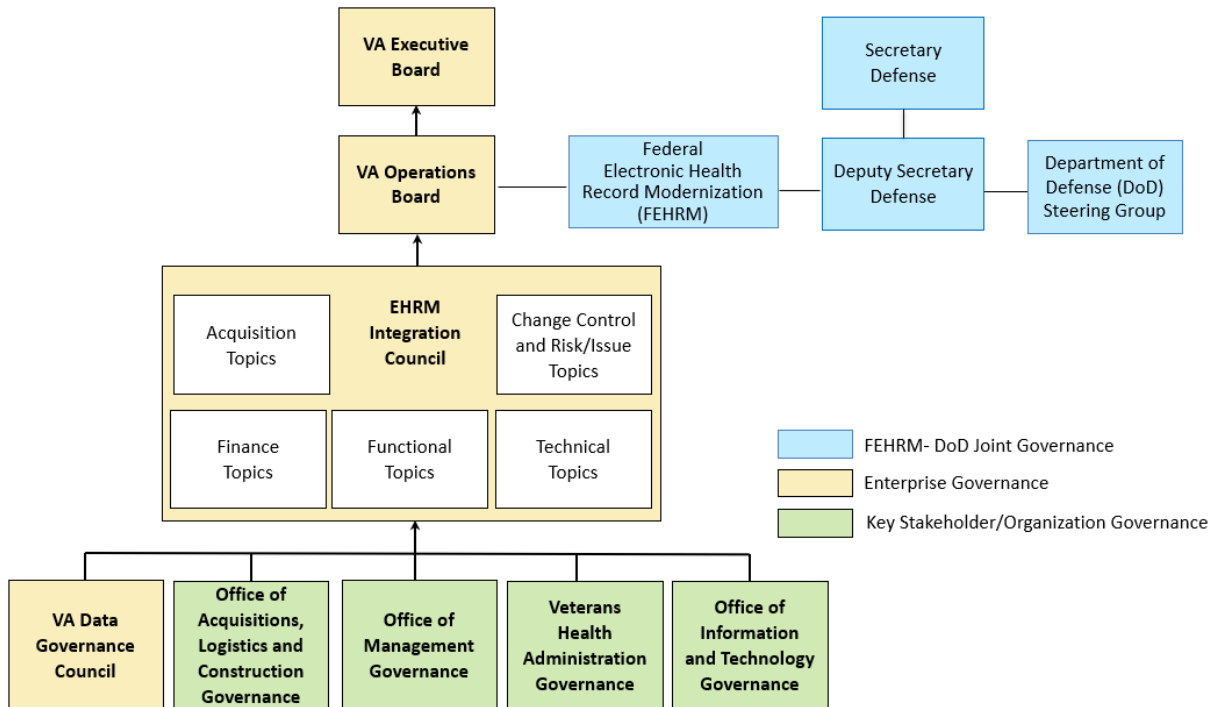 VA Executive
Board
Secretary
Defense
VA Operations
Board
Federal
Electronic Health
Record Modernization
(FEHRM)
Deputy Secretary
Defense
Department of
Defense (DoD)
Steering Group
EHRM
Integration
Council
Acquisition
Topics
Change Control
and Risk/Issue
Topics
Finance
Topics
Functional
Topics
Technical
Topics
FEHRM- DoD Joint Governance
Enterprise Governance
Key Stakeholder/Organization Governance
VA Data
Governance
Council
Office of
Acquisitions,
Logistics and
Construction
Governance
Office of
Management
Governance
Veterans
Health
Administration
Governance
Office of
Information
and Technology
Governance